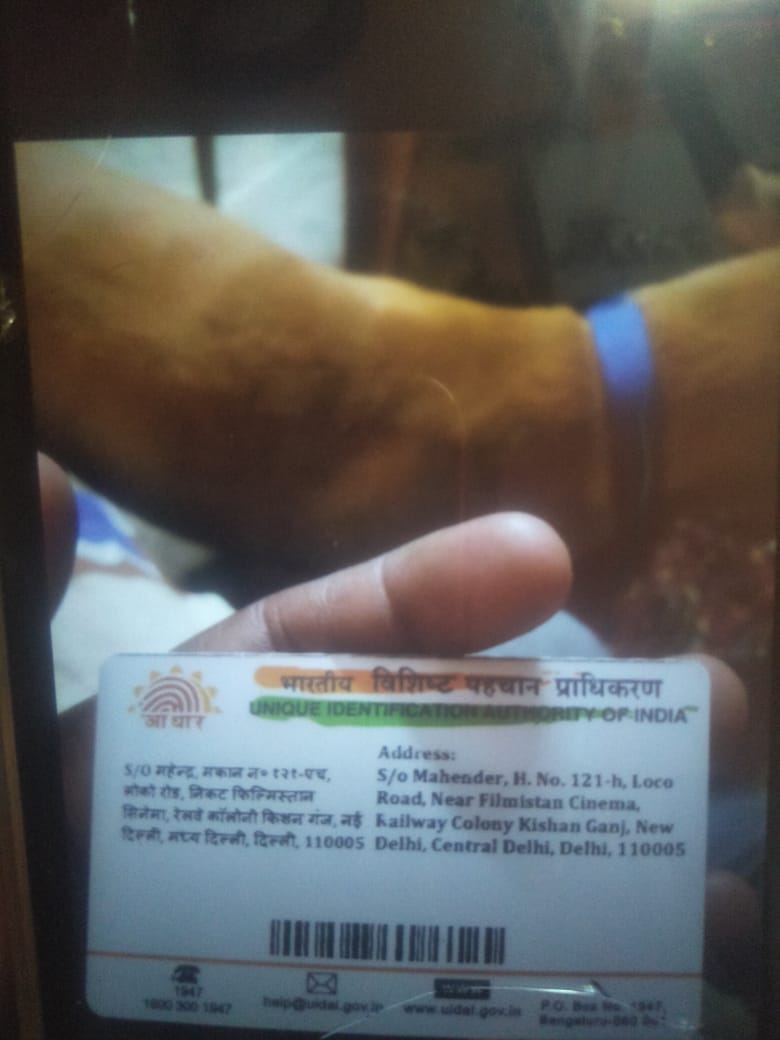 भारतीय विशिष्ट पहचान प्राधिकरण
आधार
UNIQUE IDENTIFICATION AUTHORITY OF INDIA
S/O महेन्द्र, मकान न० १२१-एच,
लोको रोड, निकट फिल्मिस्तान
सिनेमा, रेलवे कॉलोनी किशन गंज, नई
दिल्ली, मध्य दिल्ली, दिल्ली, 110005
Address:
S/o Mahender, H. No. 121-h, Loco
Road, Near Filmistan Cinema,
Railway Colony Kishan Ganj, New
Delhi, Central Delhi, Delhi, 110005
1947
1800 300 1947
help@uidai.gov.in
www
www.uidai.gov.in
P.O. Box No. 1947,
Bengaluru-560